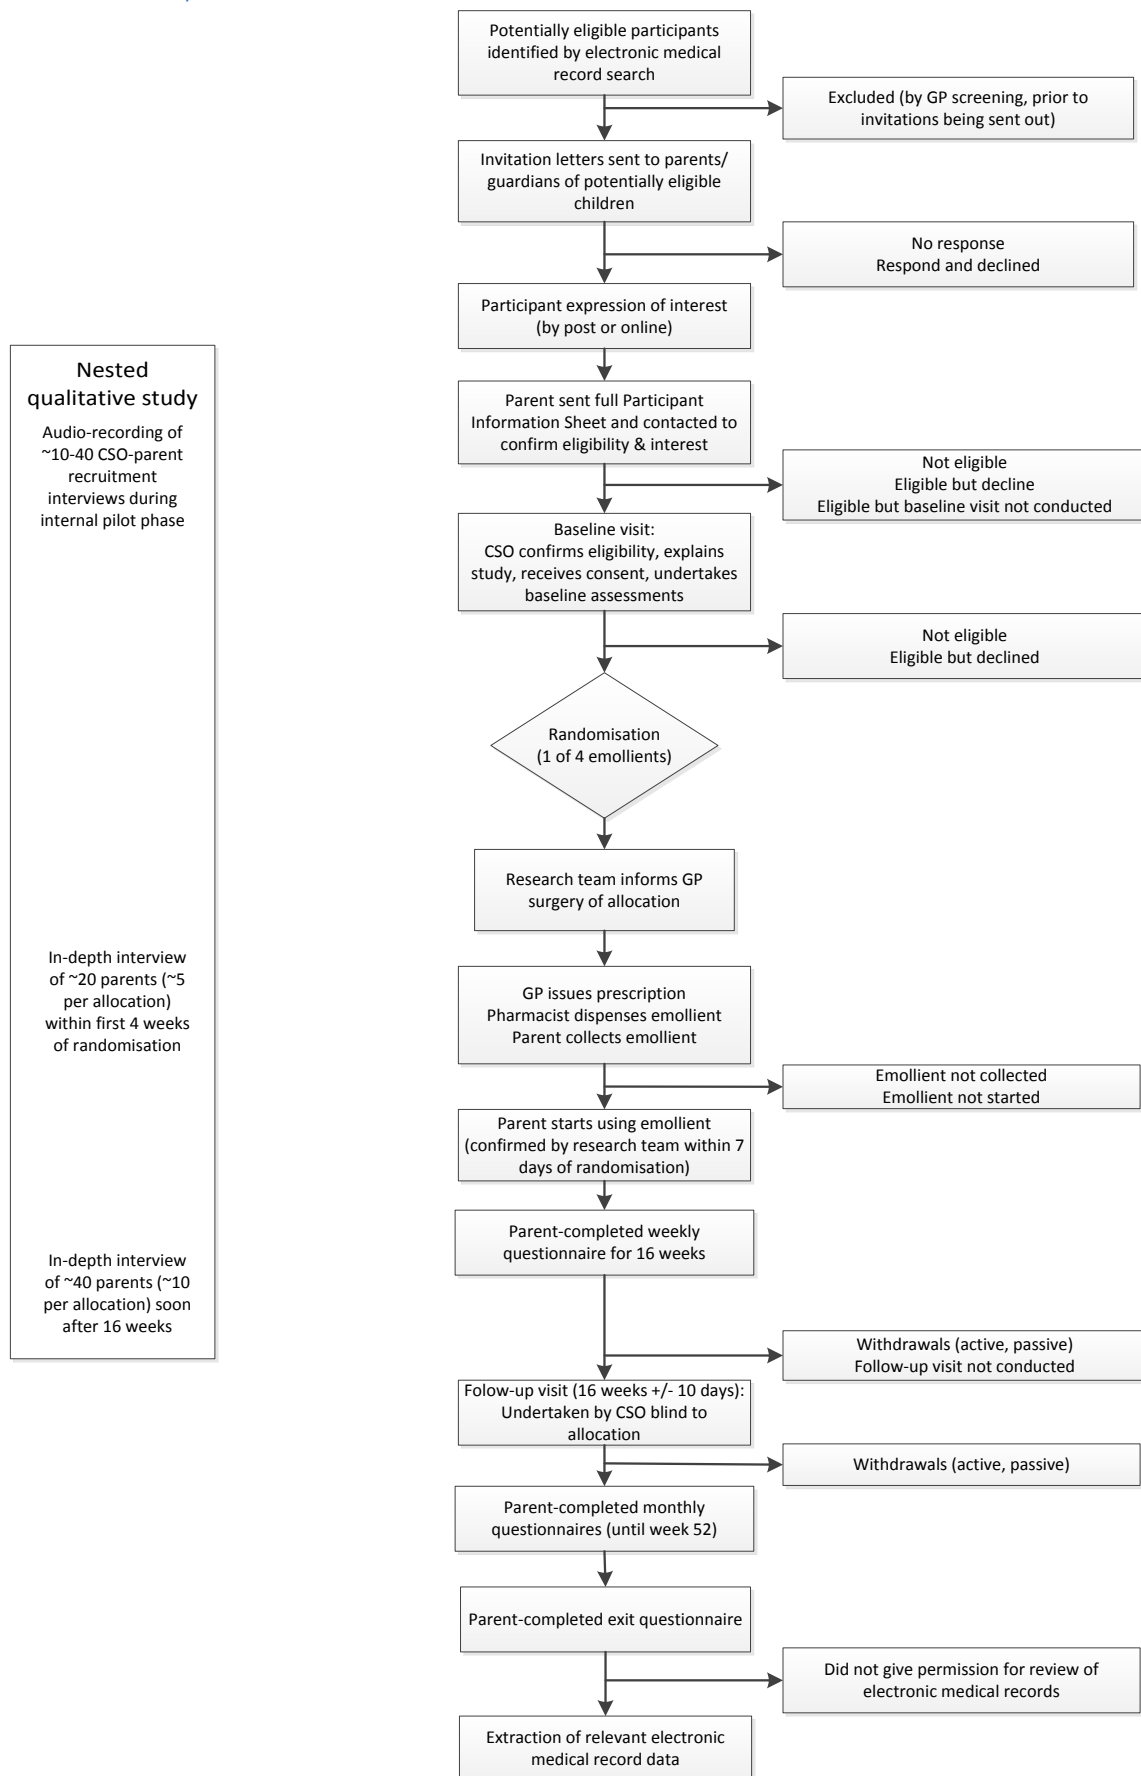 Potentially eligible participants
identified by electronic medical
record search
Excluded (by GP screening, prior to
invitations being sent out)
Invitation letters sent to parents/
guardians of potentially eligible
children
No response
Respond and declined
Participant expression of interest
(by post or online)
Nested
qualitative study
Audio-recording of
~10-40 CSO-parent
recruitment
interviews during
internal pilot phase
In-depth interview
of ~20 parents (~5
per allocation)
within first 4 weeks
of randomisation
In-depth interview
of ~40 parents (~10
per allocation) soon
after 16 weeks
Parent sent full Participant
Information Sheet and contacted to
confirm eligibility & interest
Not eligible
Eligible but decline
Eligible but baseline visit not conducted
Baseline visit:
CSO confirms eligibility, explains
study, receives consent, undertakes
baseline assessments
Not eligible
Eligible but declined
Randomisation
(1 of 4 emollients)
Research team informs GP
surgery of allocation
GP issues prescription
Pharmacist dispenses emollient
Parent collects emollient
Emollient not collected
Emollient not started
Parent starts using emollient
(confirmed by research team within 7
days of randomisation)
Parent-completed weekly
questionnaire for 16 weeks
Withdrawals (active, passive)
Follow-up visit not conducted
Folow-up visit (16 weeks +/- 10 days):
Undertaken by CSO blind to
allocation
Withdrawals (active, passive)
Parent-completed monthly
questionnaires (until week 52)
Parent-completed exit questionnaire
Did not give permission for review of
electronic medical records
Extraction of relevant electronic
medical record data